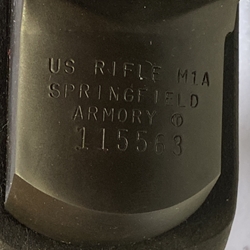 US RIFLE M1A
SPRINGFIELD
ARMORY ®
115563